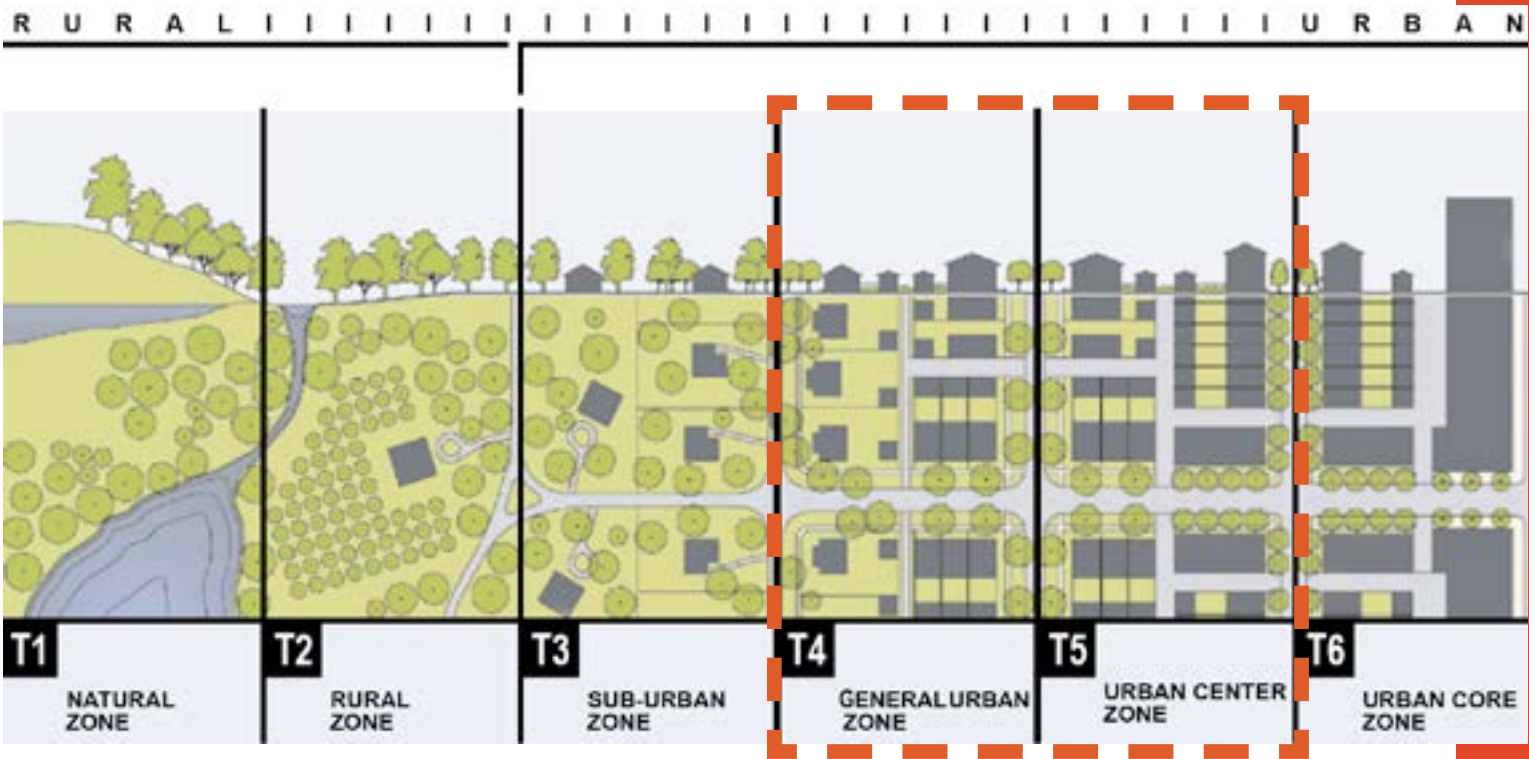 R U R A L I I I I I I I I I I I I I I I I I I I I I I I I I I U R B A N
T1 T2 T3 T4 T5 T6
NATURAL RURAL SUB-URBAN GENERAL URBAN URBAN CENTER URBAN CORE
ZONE ZONE ZONE ZONE ZONE ZONE